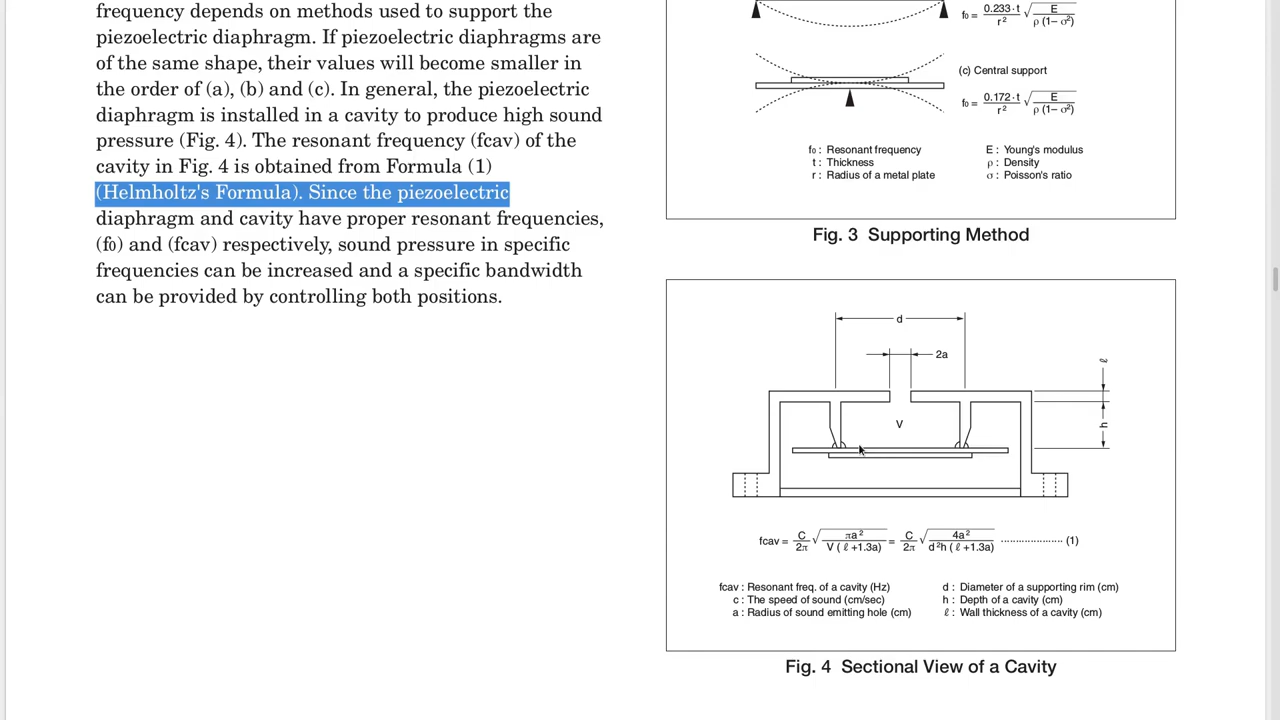 frequency depends on methods used to support the
piezoelectric diaphragm. If piezoelectric diaphragms are
of the same shape, their values will become smaller in
the order of (a), (b) and (c). In general, the piezoelectric
diaphragm is installed in a cavity to produce high sound
pressure (Fig. 4). The resonant frequency (fcav) of the
cavity in Fig. 4 is obtained from Formula (1)
(Helmholtz's Formula). Since the piezoelectric
diaphragm and cavity have proper resonant frequencies,
(f0) and (fcav) respectively, sound pressure in specific
frequencies can be increased and a specific bandwidth
can be provided by controlling both positions.
f0 = 0.233·t / r² √ E / ρ (1– σ²)
(c) Central support
f0 = 0.172·t / r² √ E / ρ (1– σ²)
f0 : Resonant frequency
t : Thickness
r : Radius of a metal plate
E : Young's modulus
ρ : Density
σ : Poisson's ratio
Fig. 3 Supporting Method
d
2a
ℓ
V
h
fcav = C / 2π √ πa² / V ( ℓ +1.3a) = C / 2π √ 4a² / d²h ( ℓ +1.3a) ······················ (1)
fcav : Resonant freq. of a cavity (Hz)
c : The speed of sound (cm/sec)
a : Radius of sound emitting hole (cm)
d : Diameter of a supporting rim (cm)
h : Depth of a cavity (cm)
ℓ : Wall thickness of a cavity (cm)
Fig. 4 Sectional View of a Cavity